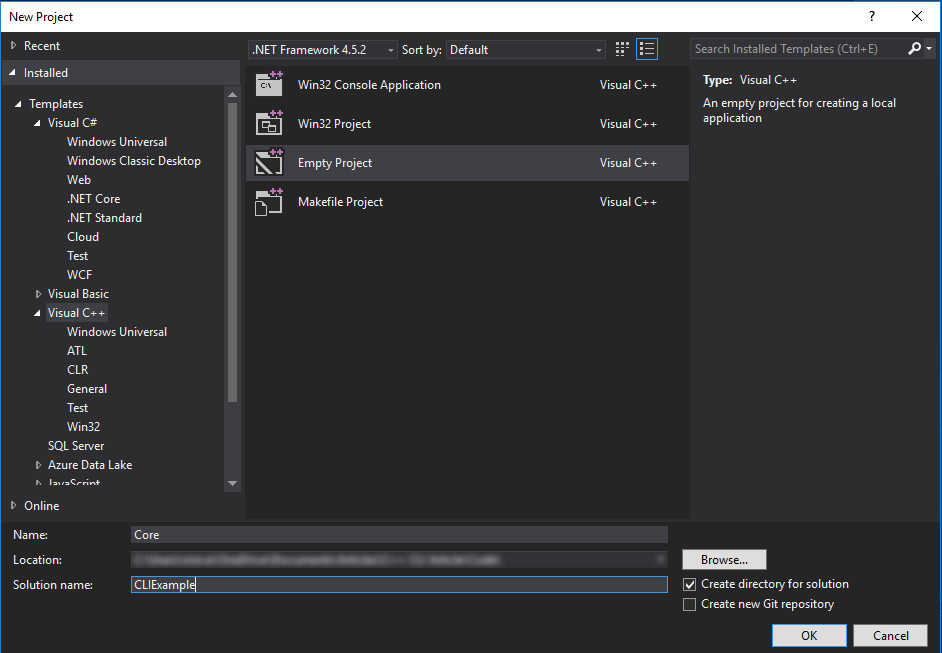 New Project
Recent
.NET Framework 4.5.2 Sort by: Default
Search Installed Templates (Ctrl+E)
Installed
Templates
Visual C#
Windows Universal
Windows Classic Desktop
Web
.NET Core
.NET Standard
Cloud
Test
WCF
Visual Basic
Visual C++
Windows Universal
ATL
CLR
General
Test
Win32
SQL Server
Azure Data Lake
JavaScript
Online
Win32 Console Application Visual C++
Win32 Project Visual C++
Empty Project Visual C++
Makefile Project Visual C++
Type: Visual C++
An empty project for creating a local
application
Name: Core
Location:
Browse...
Solution name: CLIExample
Create directory for solution
Create new Git repository
OK Cancel